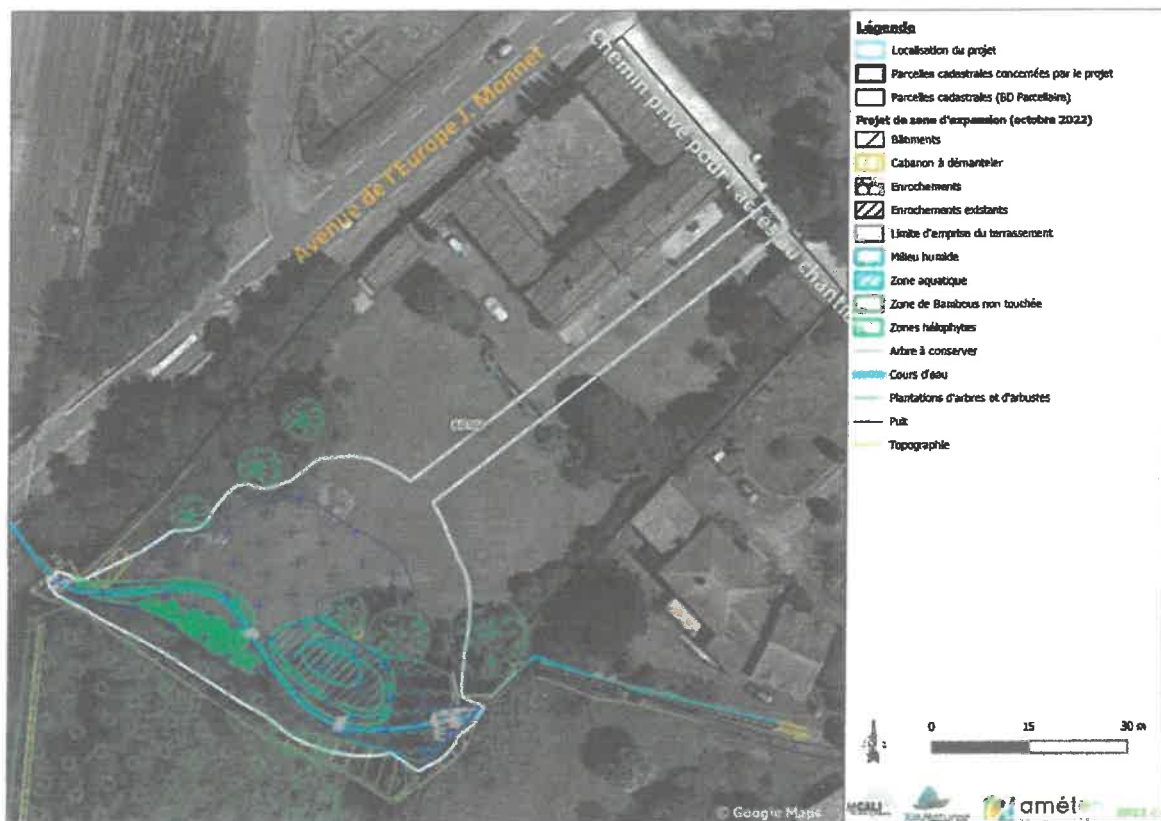 Avenue de l'Europe J. Monnet
Chemin privé pour l'accès au chantie
© Google Maps
Légende
Localisation du projet
Parcelles cadastrales concernées par le projet
Parcelles cadastrales (BD Parcellaire)
Projet de zone d'expansion (octobre 2022)
Bâtiments
Cabanon à démanteler
Enrochements
Enrochements existants
Limite d'emprise du terrassement
Milieu humide
Zone aquatique
Zone de Bambous non touchée
Zones hélophytes
Arbre à conserver
Cours d'eau
Plantations d'arbres et d'arbustes
Puit
Topographie
0 15 30 m
amét